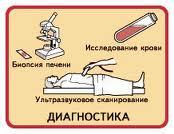 Исследование крови
Биопсия печени
Ультразвуковое сканирование
ДИАГНОСТИКА